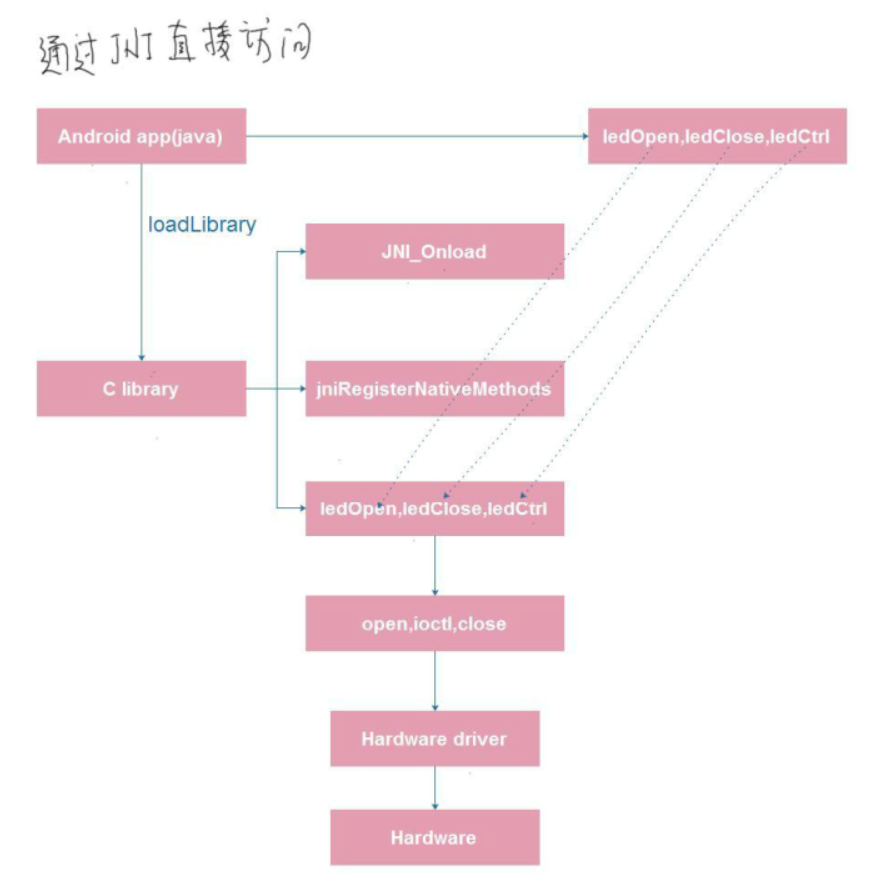 通过JNI直接访问
Android app(java)
ledOpen,ledClose,ledCtrl
loadLibrary
JNI_Onload
C library
jniRegisterNativeMethods
ledOpen,ledClose,ledCtrl
open,ioctl,close
Hardware driver
Hardware